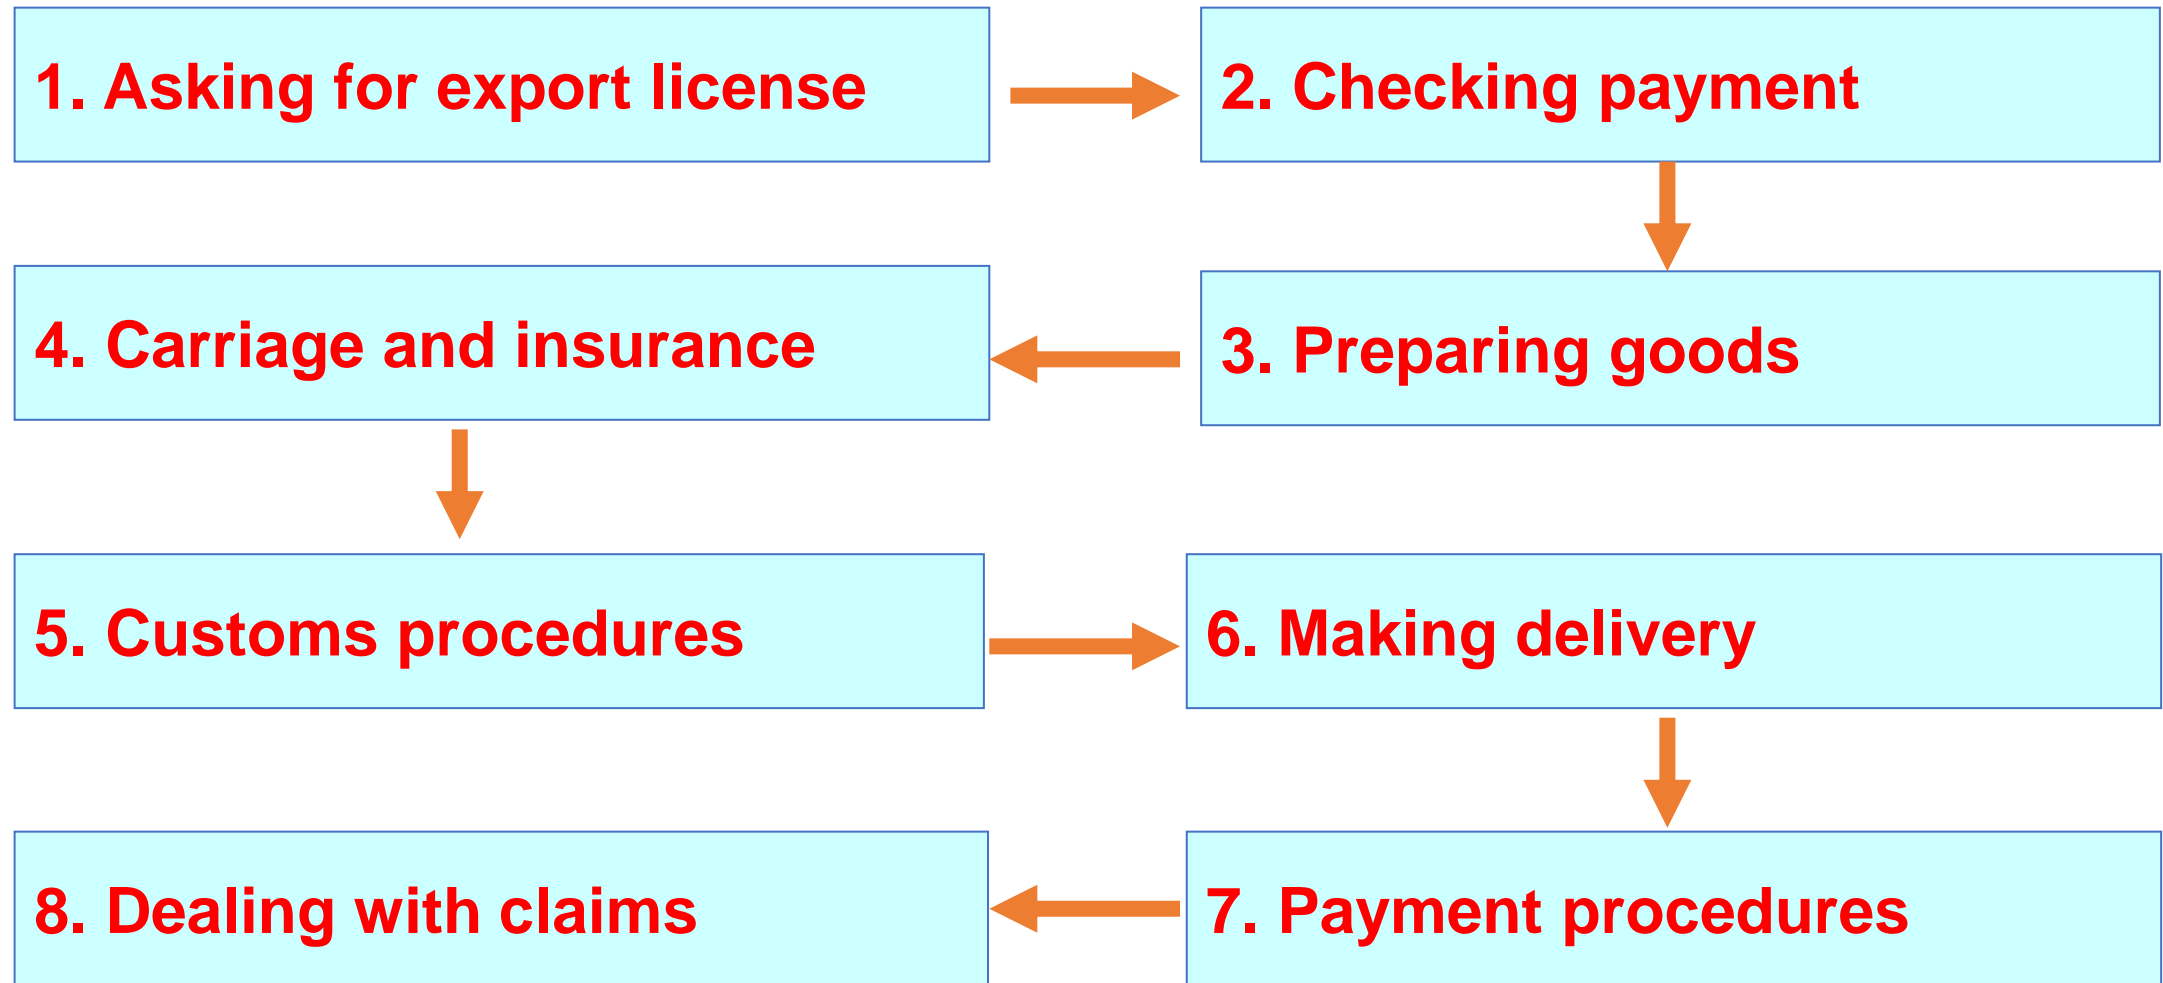 1. Asking for export license
2. Checking payment
3. Preparing goods
4. Carriage and insurance
5. Customs procedures
6. Making delivery
7. Payment procedures
8. Dealing with claims